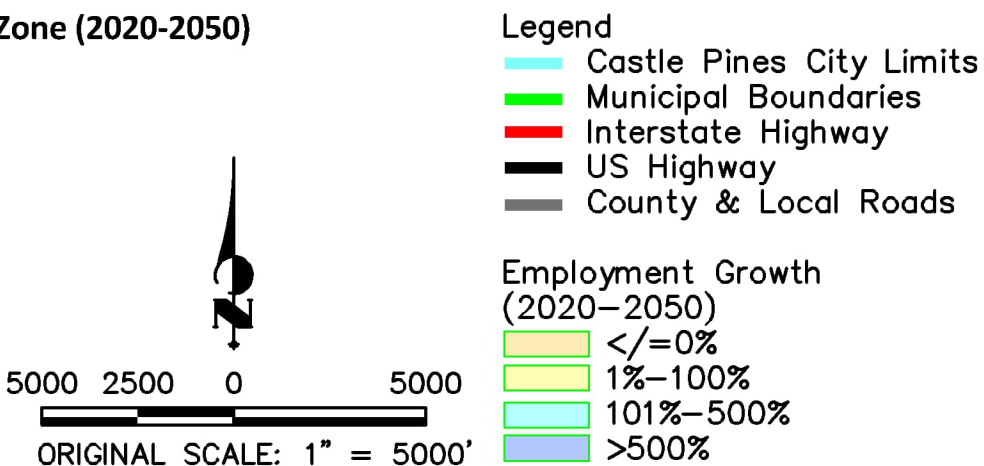 Zone (2020-2050)
Legend
Castle Pines City Limits
Municipal Boundaries
Interstate Highway
US Highway
County & Local Roads
N
Employment Growth
(2020-2050)
</=0%
1%-100%
101%-500%
>500%
5000 2500 0 5000
ORIGINAL SCALE: 1" = 5000'